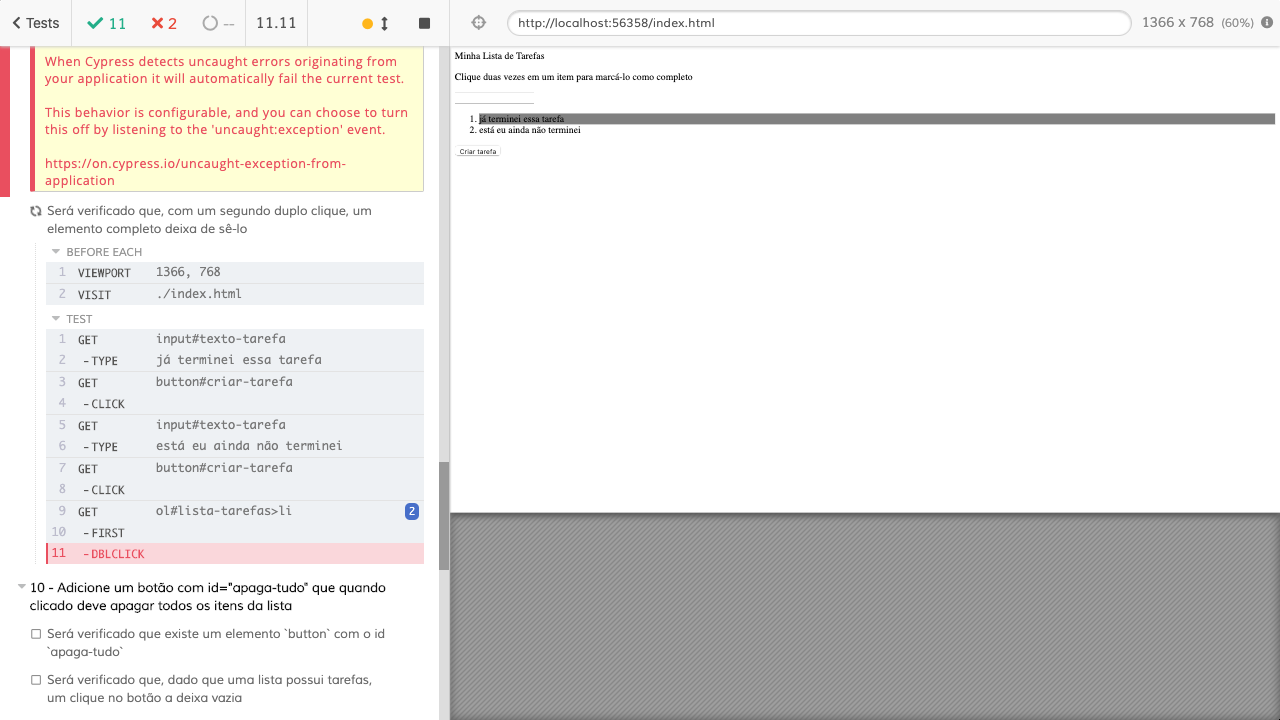 Tests
11
2
--
11.11
http://localhost:56358/index.html
1366 x 768 (60%)
When Cypress detects uncaught errors originating from
your application it will automatically fail the current test.
This behavior is configurable, and you can choose to turn
this off by listening to the 'uncaught:exception' event.
https://on.cypress.io/uncaught-exception-from-
application
Será verificado que, com um segundo duplo clique, um
elemento completo deixa de sê-lo
BEFORE EACH
1 VIEWPORT 1366, 768
2 VISIT ./index.html
TEST
1 GET input#texto-tarefa
2 -TYPE já terminei essa tarefa
3 GET button#criar-tarefa
4 -CLICK
5 GET input#texto-tarefa
6 -TYPE está eu ainda não terminei
7 GET button#criar-tarefa
8 -CLICK
9 GET ol#lista-tarefas>li 2
10 -FIRST
11 -DBLCLICK
10 - Adicione um botão com id="apaga-tudo" que quando
clicado deve apagar todos os itens da lista
Será verificado que existe um elemento `button` com o id
`apaga-tudo`
Será verificado que, dado que uma lista possui tarefas,
um clique no botão a deixa vazia
Minha Lista de Tarefas
Clique duas vezes em um item para marcá-lo como completo
1. já terminei essa tarefa
2. está eu ainda não terminei
Criar tarefa